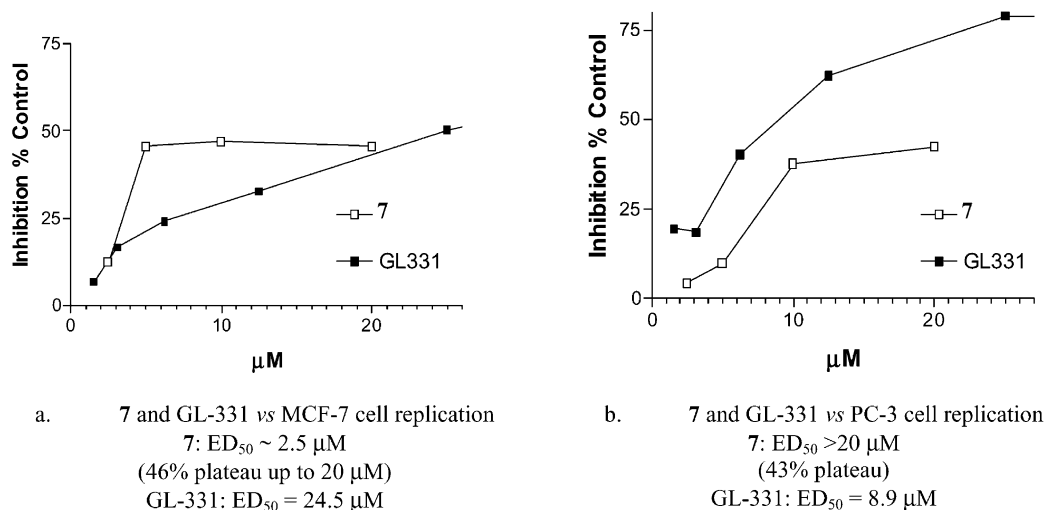 75
50
25
0
0
10
20
Inhibition % Control
μM
7
GL331
a. 7 and GL-331 vs MCF-7 cell replication
7: ED50 ~ 2.5 μM
(46% plateau up to 20 μM)
GL-331: ED50 = 24.5 μM
75
50
25
0
0
10
20
Inhibition % Control
μM
7
GL331
b. 7 and GL-331 vs PC-3 cell replication
7: ED50 >20 μM
(43% plateau)
GL-331: ED50 = 8.9 μM